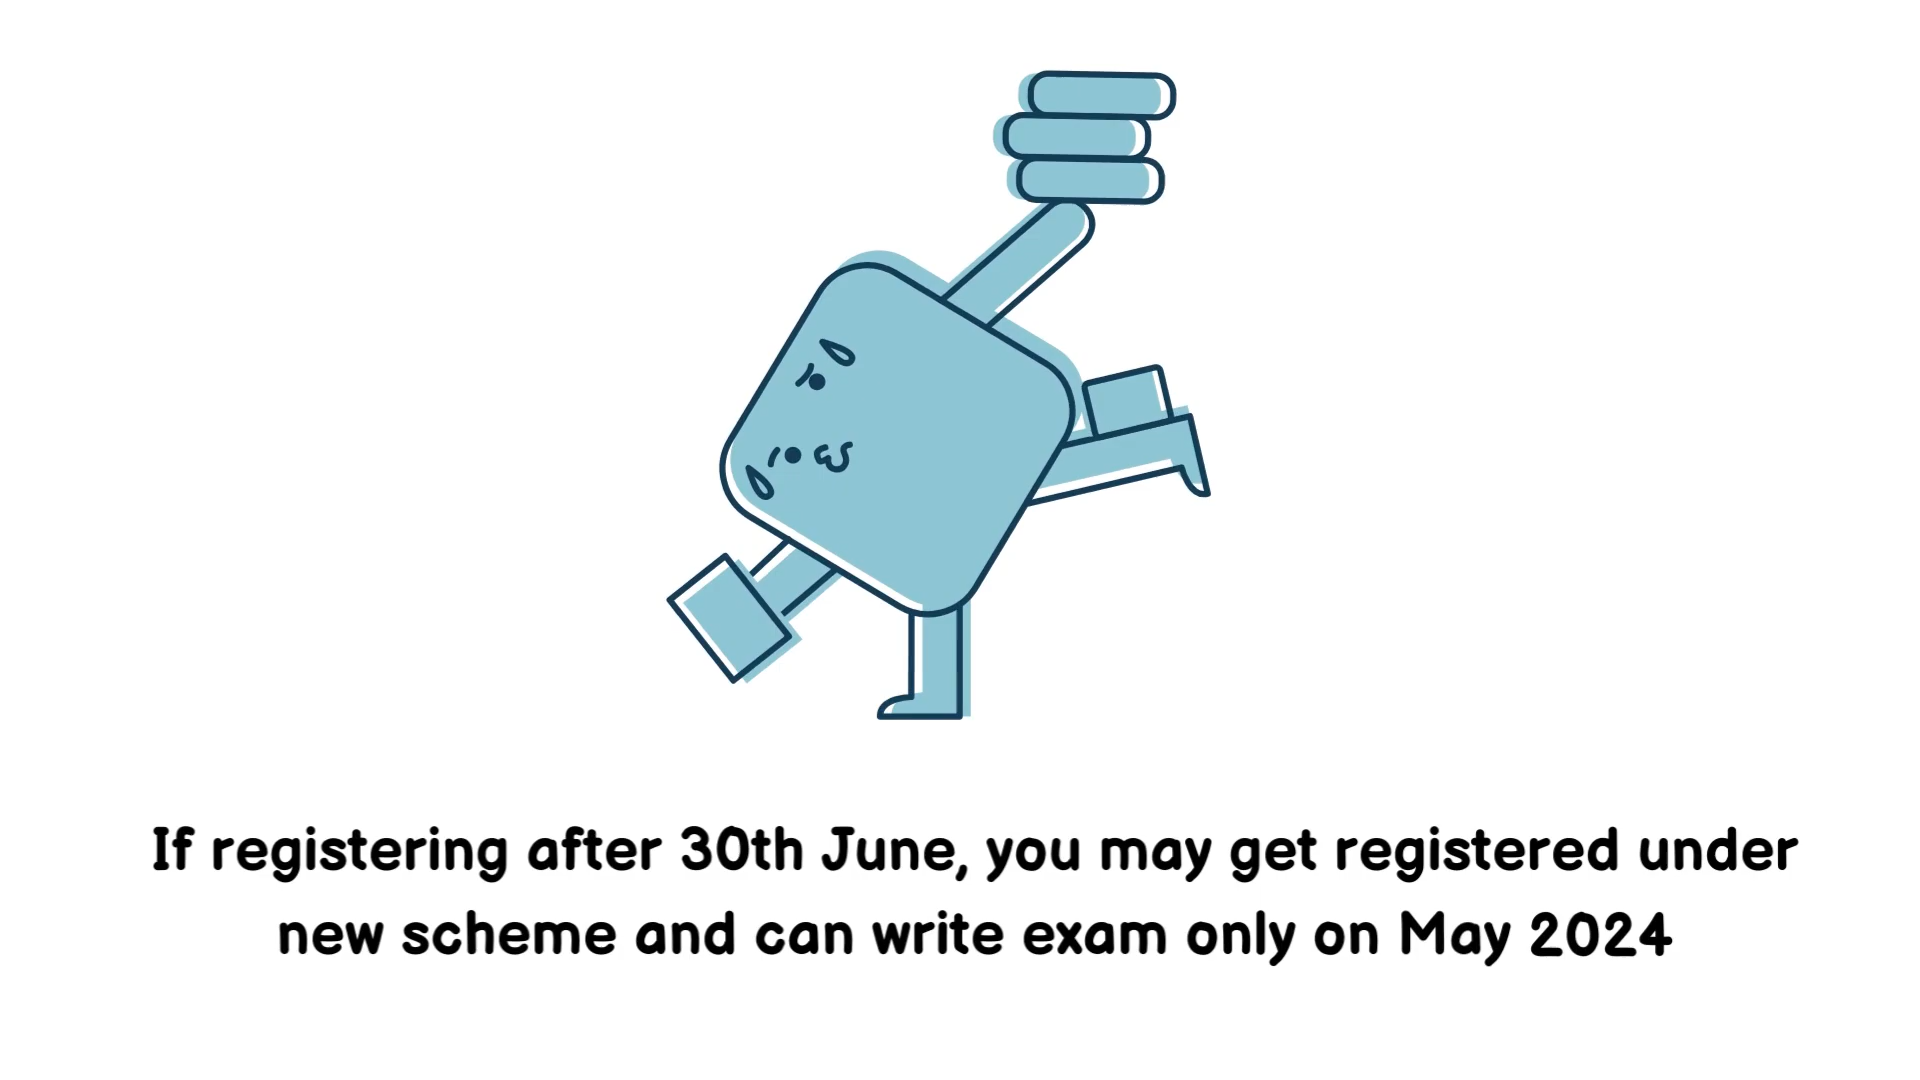 If registering after 30th June, you may get registered under
new scheme and can write exam only on May 2024